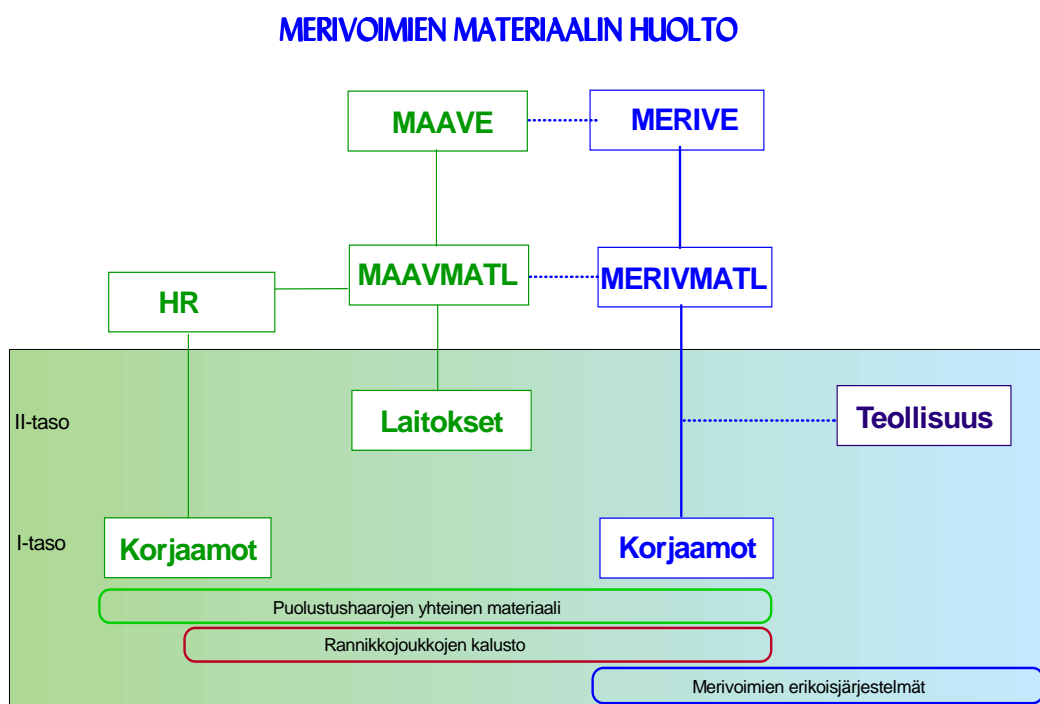 MERIVOIMIEN MATERIAALIN HUOLTO
MAAVE
MERIVE
MAAVMATL
MERIVMATL
HR
II-taso
Laitokset
Teollisuus
I-taso
Korjaamot
Korjaamot
Puolustushaarojen yhteinen materiaali
Rannikkojoukkojen kalusto
Merivoimien erikoisjärjestelmät